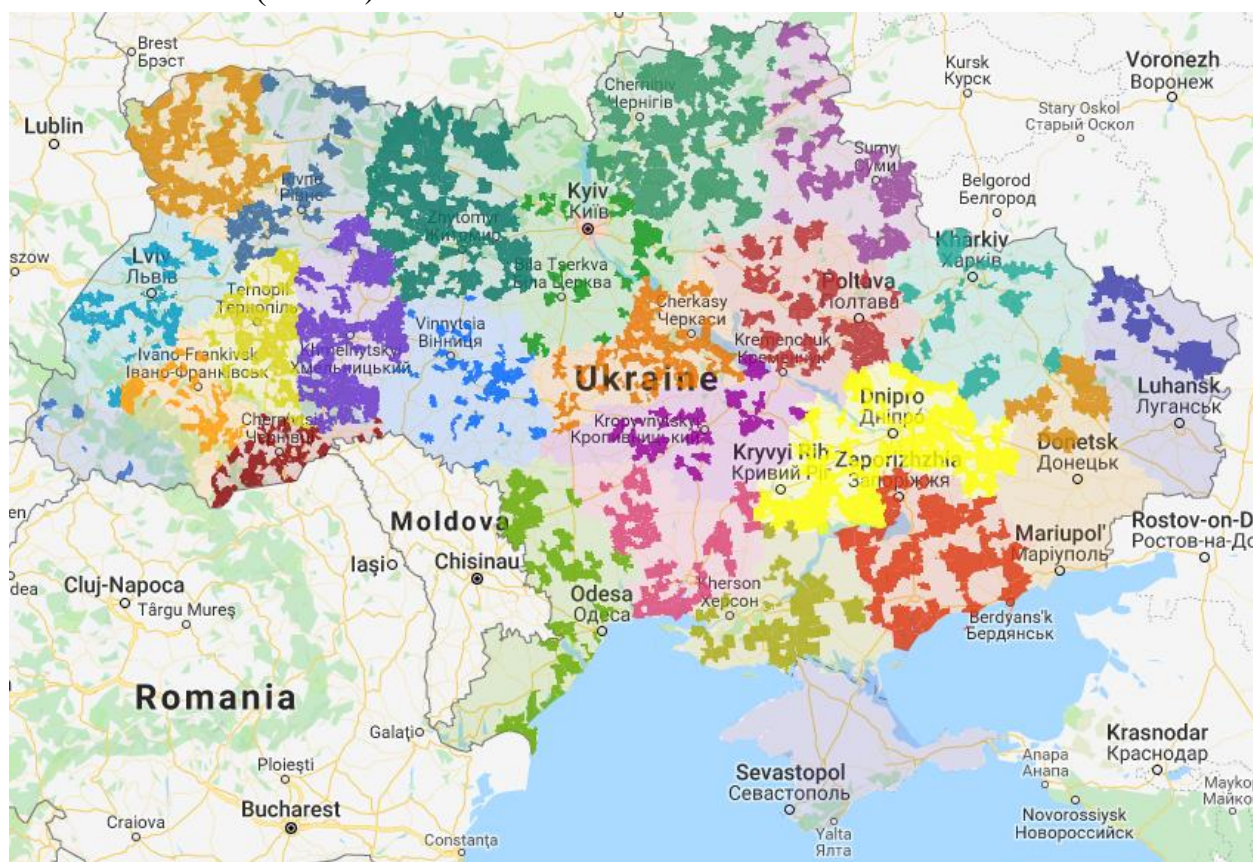 Brest
Брэст
Kursk
Курск
Voronezh
Воронеж
Chernihiv
Чернігів
Stary Oskol
Старый Оскол
Lublin
Sumy
Суми
Rivne
Рівне
Kyiv
Київ
Belgorod
Белгород
Zhytomyr
Житомир
szow
Lviv
Львів
Kharkiv
Харків
Bila Tserkva
Біла Церква
Ternopil
Тернопіль
Poltava
Полтава
Cherkasy
Черкаси
Vinnytsia
Вінниця
Khmelnytskyi
Хмельницький
Kremenchuk
Кременчук
Ivano-Frankivsk
Івано-Франківськ
Ukraine
Luhansk
Луганськ
Dnipro
Дніпро
Chernivtsi
Чернівці
Kropyvnytskyi
Кропивницький
Donetsk
Донецьк
Kryvyi Rih
Кривий Ріг
Zaporizhzhia
Запоріжжя
Moldova
Mariupol'
Маріуполь
Rostov-on-D
Ростов-на-До
Iași
Chisinau
dea
Cluj-Napoca
Târgu Mureș
Kherson
Херсон
Odesa
Одеса
Berdyans'k
Бердянськ
Romania
Galați
Krasnodar
Краснодар
Anapa
Анапа
Ploiești
Sevastopol
Севастополь
Mayko
Майко
Bucharest
Novorossiysk
Новороссийск
Craiova
Yalta
Ялта
Constanța